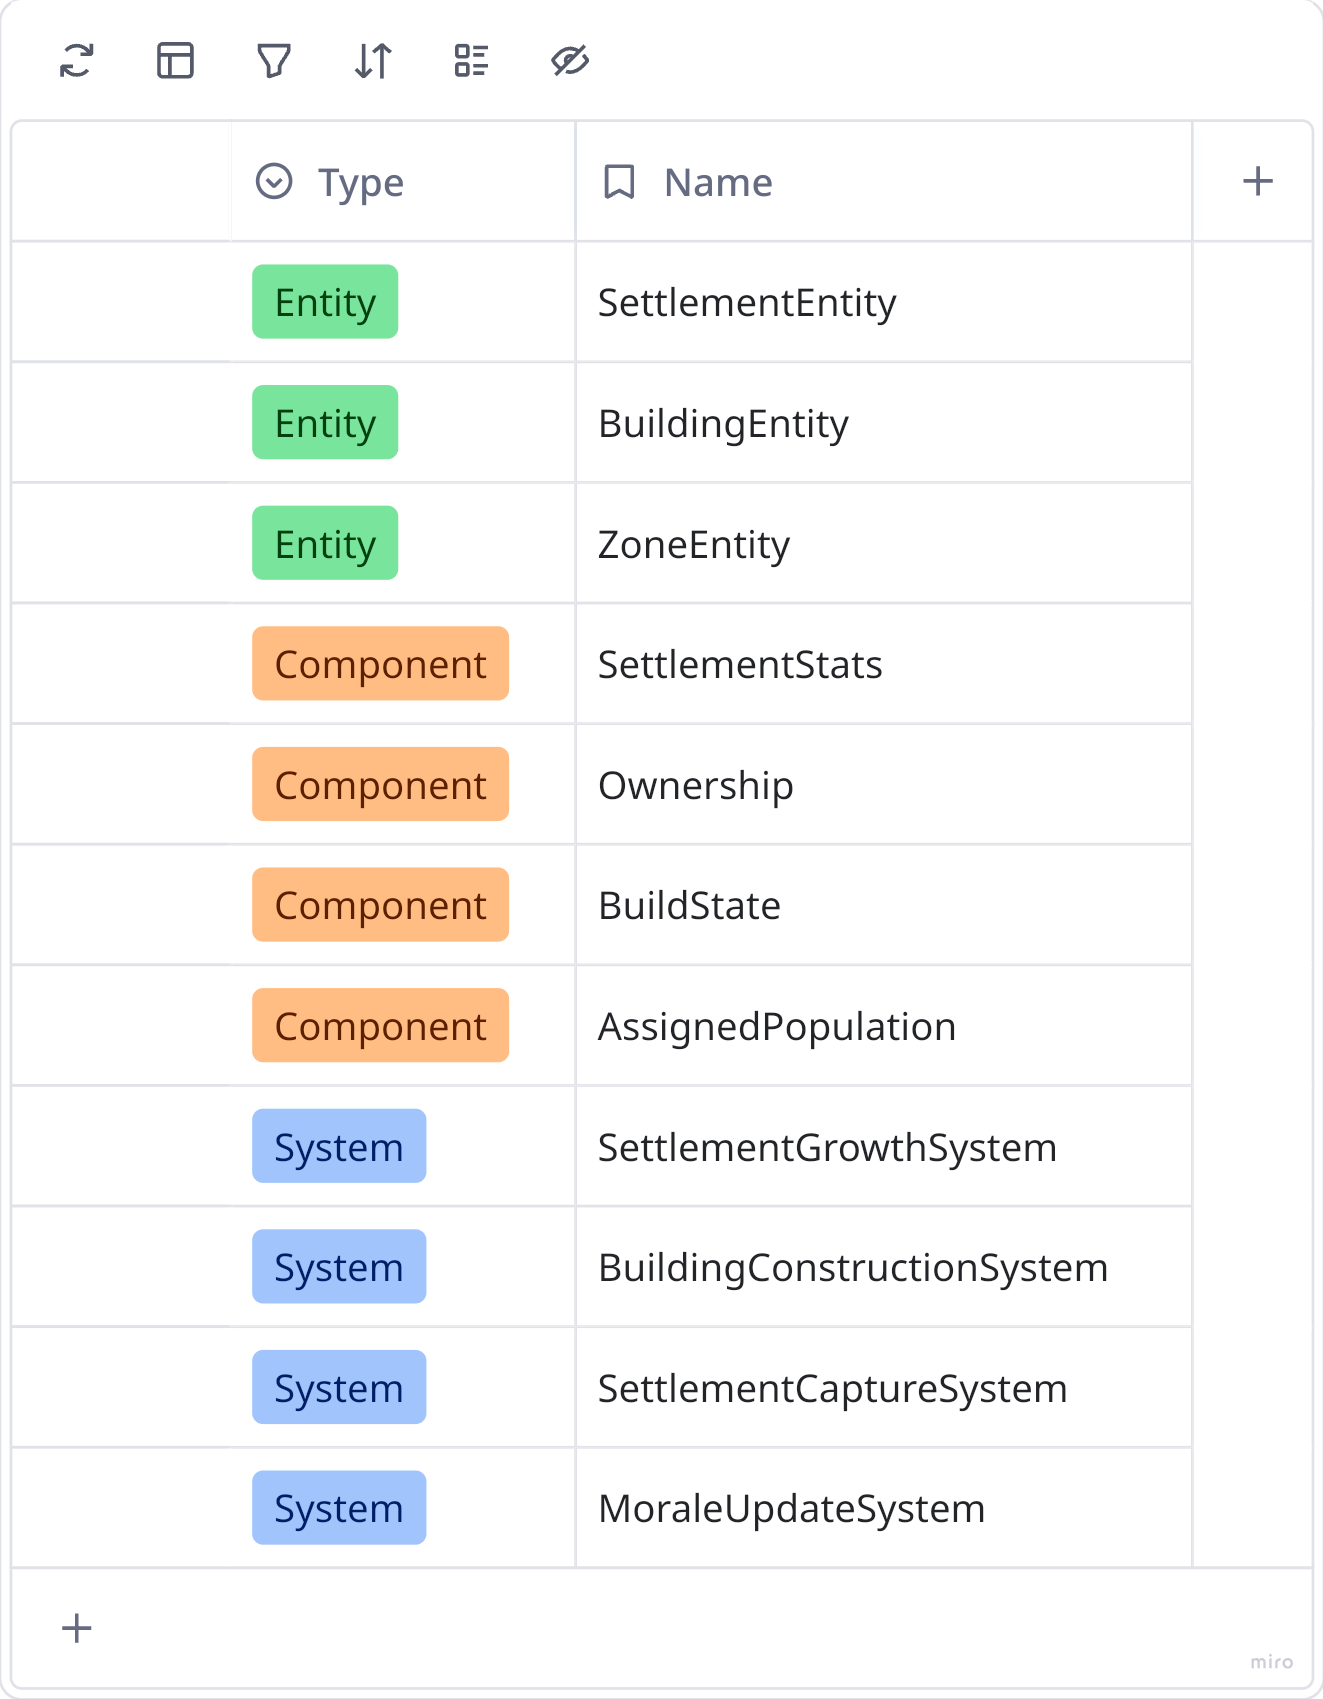 Type Name
Entity SettlementEntity
Entity BuildingEntity
Entity ZoneEntity
Component SettlementStats
Component Ownership
Component BuildState
Component AssignedPopulation
System SettlementGrowthSystem
System BuildingConstructionSystem
System SettlementCaptureSystem
System MoraleUpdateSystem
miro